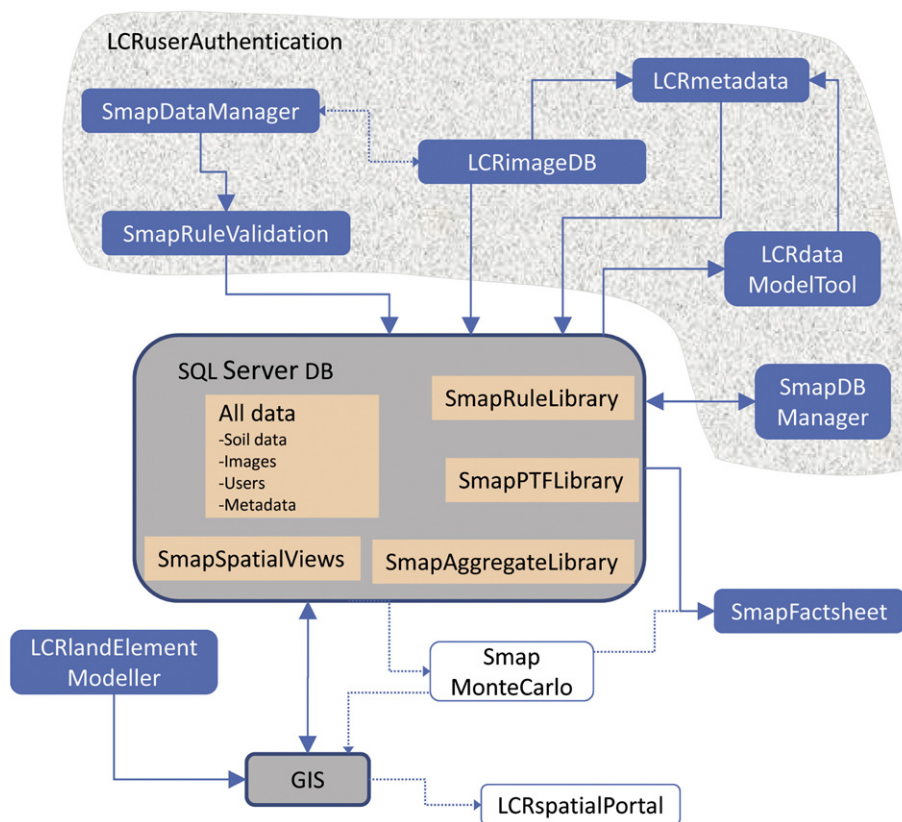 LCRuserAuthentication
LCRmetadata
SmapDataManager
LCRimageDB
SmapRuleValidation
LCRdata
ModelTool
SQL Server DB
All data
-Soil data
-Images
-Users
-Metadata
SmapRuleLibrary
SmapDB
Manager
SmapPTFLibrary
SmapSpatialViews
SmapAggregateLibrary
SmapFactsheet
LCRlandElement
Modeller
Smap
MonteCarlo
GIS
LCRspatialPortal